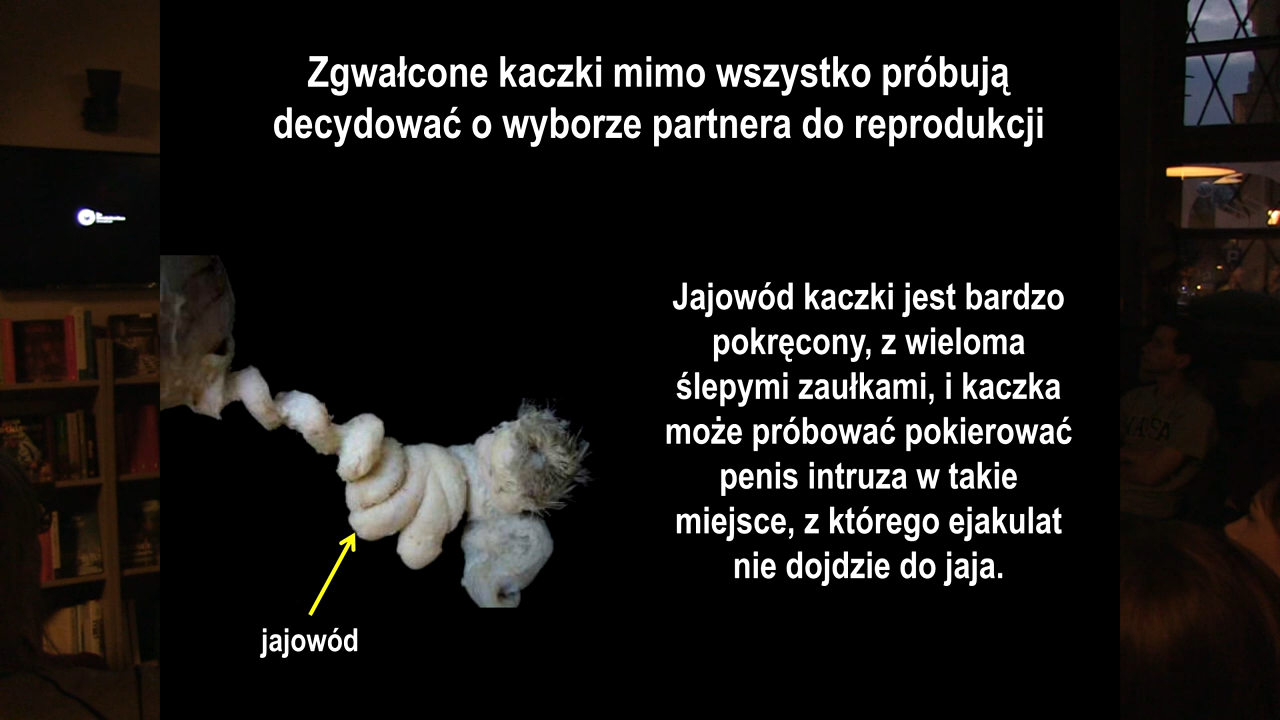 Zgwałcone kaczki mimo wszystko próbują
decydować o wyborze partnera do reprodukcji
Jajowód kaczki jest bardzo
pokręcony, z wieloma
ślepymi zaułkami, i kaczka
może próbować pokierować
penis intruza w takie
miejsce, z którego ejakulat
nie dojdzie do jaja.
jajowód